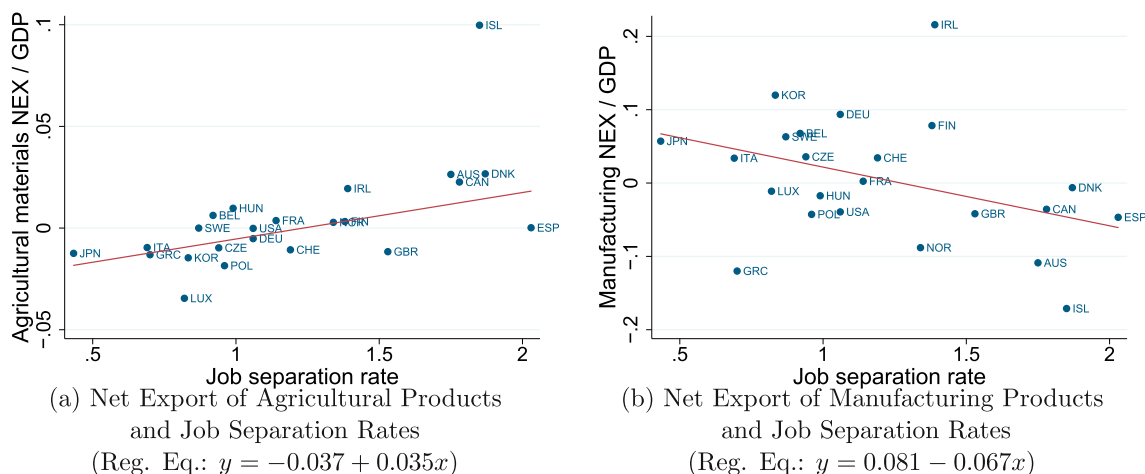 Agricultural materials NEX / GDP
.1
.05
0
-.05
ISL
AUS
DNK
CAN
IRL
HUN
BEL
FRA
NOR
FIN
SWE
USA
ESP
DEU
ITA
CZE
JPN
GRC
KOR
CHE
GBR
POL
LUX
.5 1 1.5 2
Job separation rate
(a) Net Export of Agricultural Products
and Job Separation Rates
(Reg. Eq.: y = −0.037 + 0.035x)
Manufacturing NEX / GDP
.2
.1
0
-.1
-.2
IRL
KOR
DEU
FIN
SWE
BEL
JPN
ITA
CZE
CHE
FRA
LUX
HUN
DNK
POL
USA
GBR
CAN
ESP
NOR
GRC
AUS
ISL
.5 1 1.5 2
Job separation rate
(b) Net Export of Manufacturing Products
and Job Separation Rates
(Reg. Eq.: y = 0.081 − 0.067x)